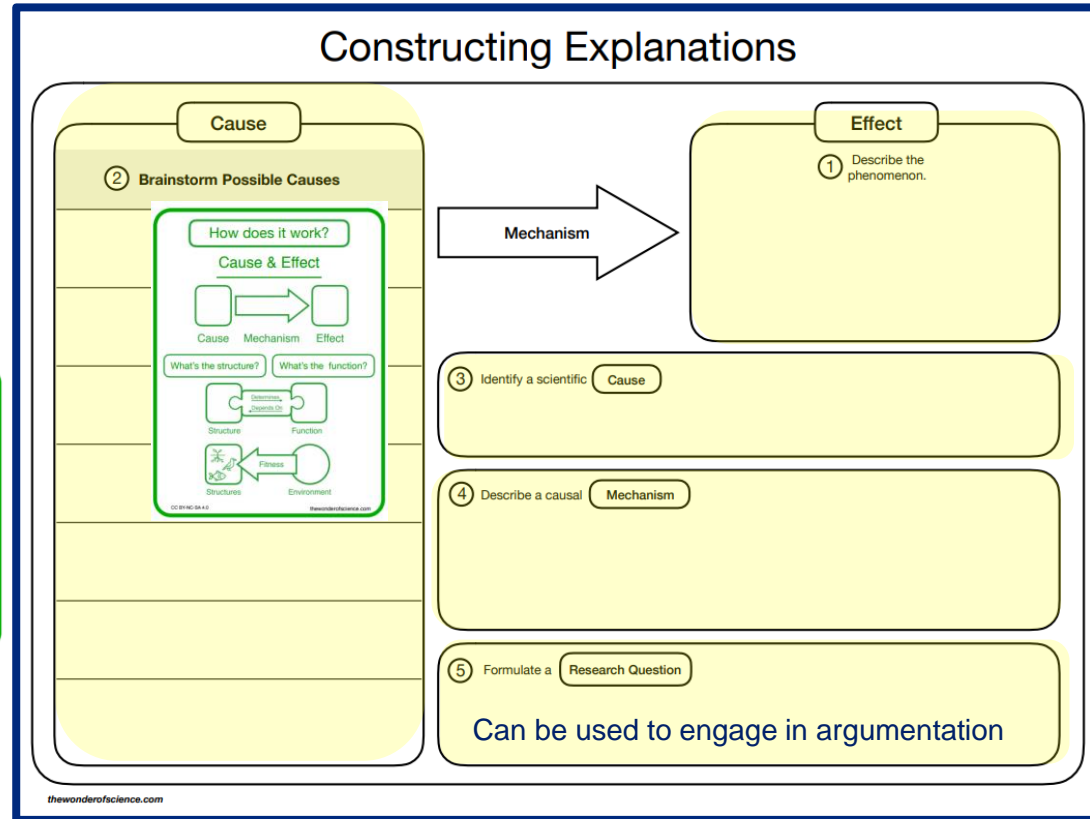 Constructing Explanations
Cause
2 Brainstorm Possible Causes
How does it work?
Cause & Effect
Cause Mechanism Effect
What's the structure? What's the function?
Determines
Depends On
Structure Function
Fitness
Structures Environment
CC BY-NC-SA 4.0 thewonderofscience.com
Mechanism
Effect
1 Describe the
phenomenon.
3 Identify a scientific Cause
4 Describe a causal Mechanism
5 Formulate a Research Question
Can be used to engage in argumentation
thewonderofscience.com